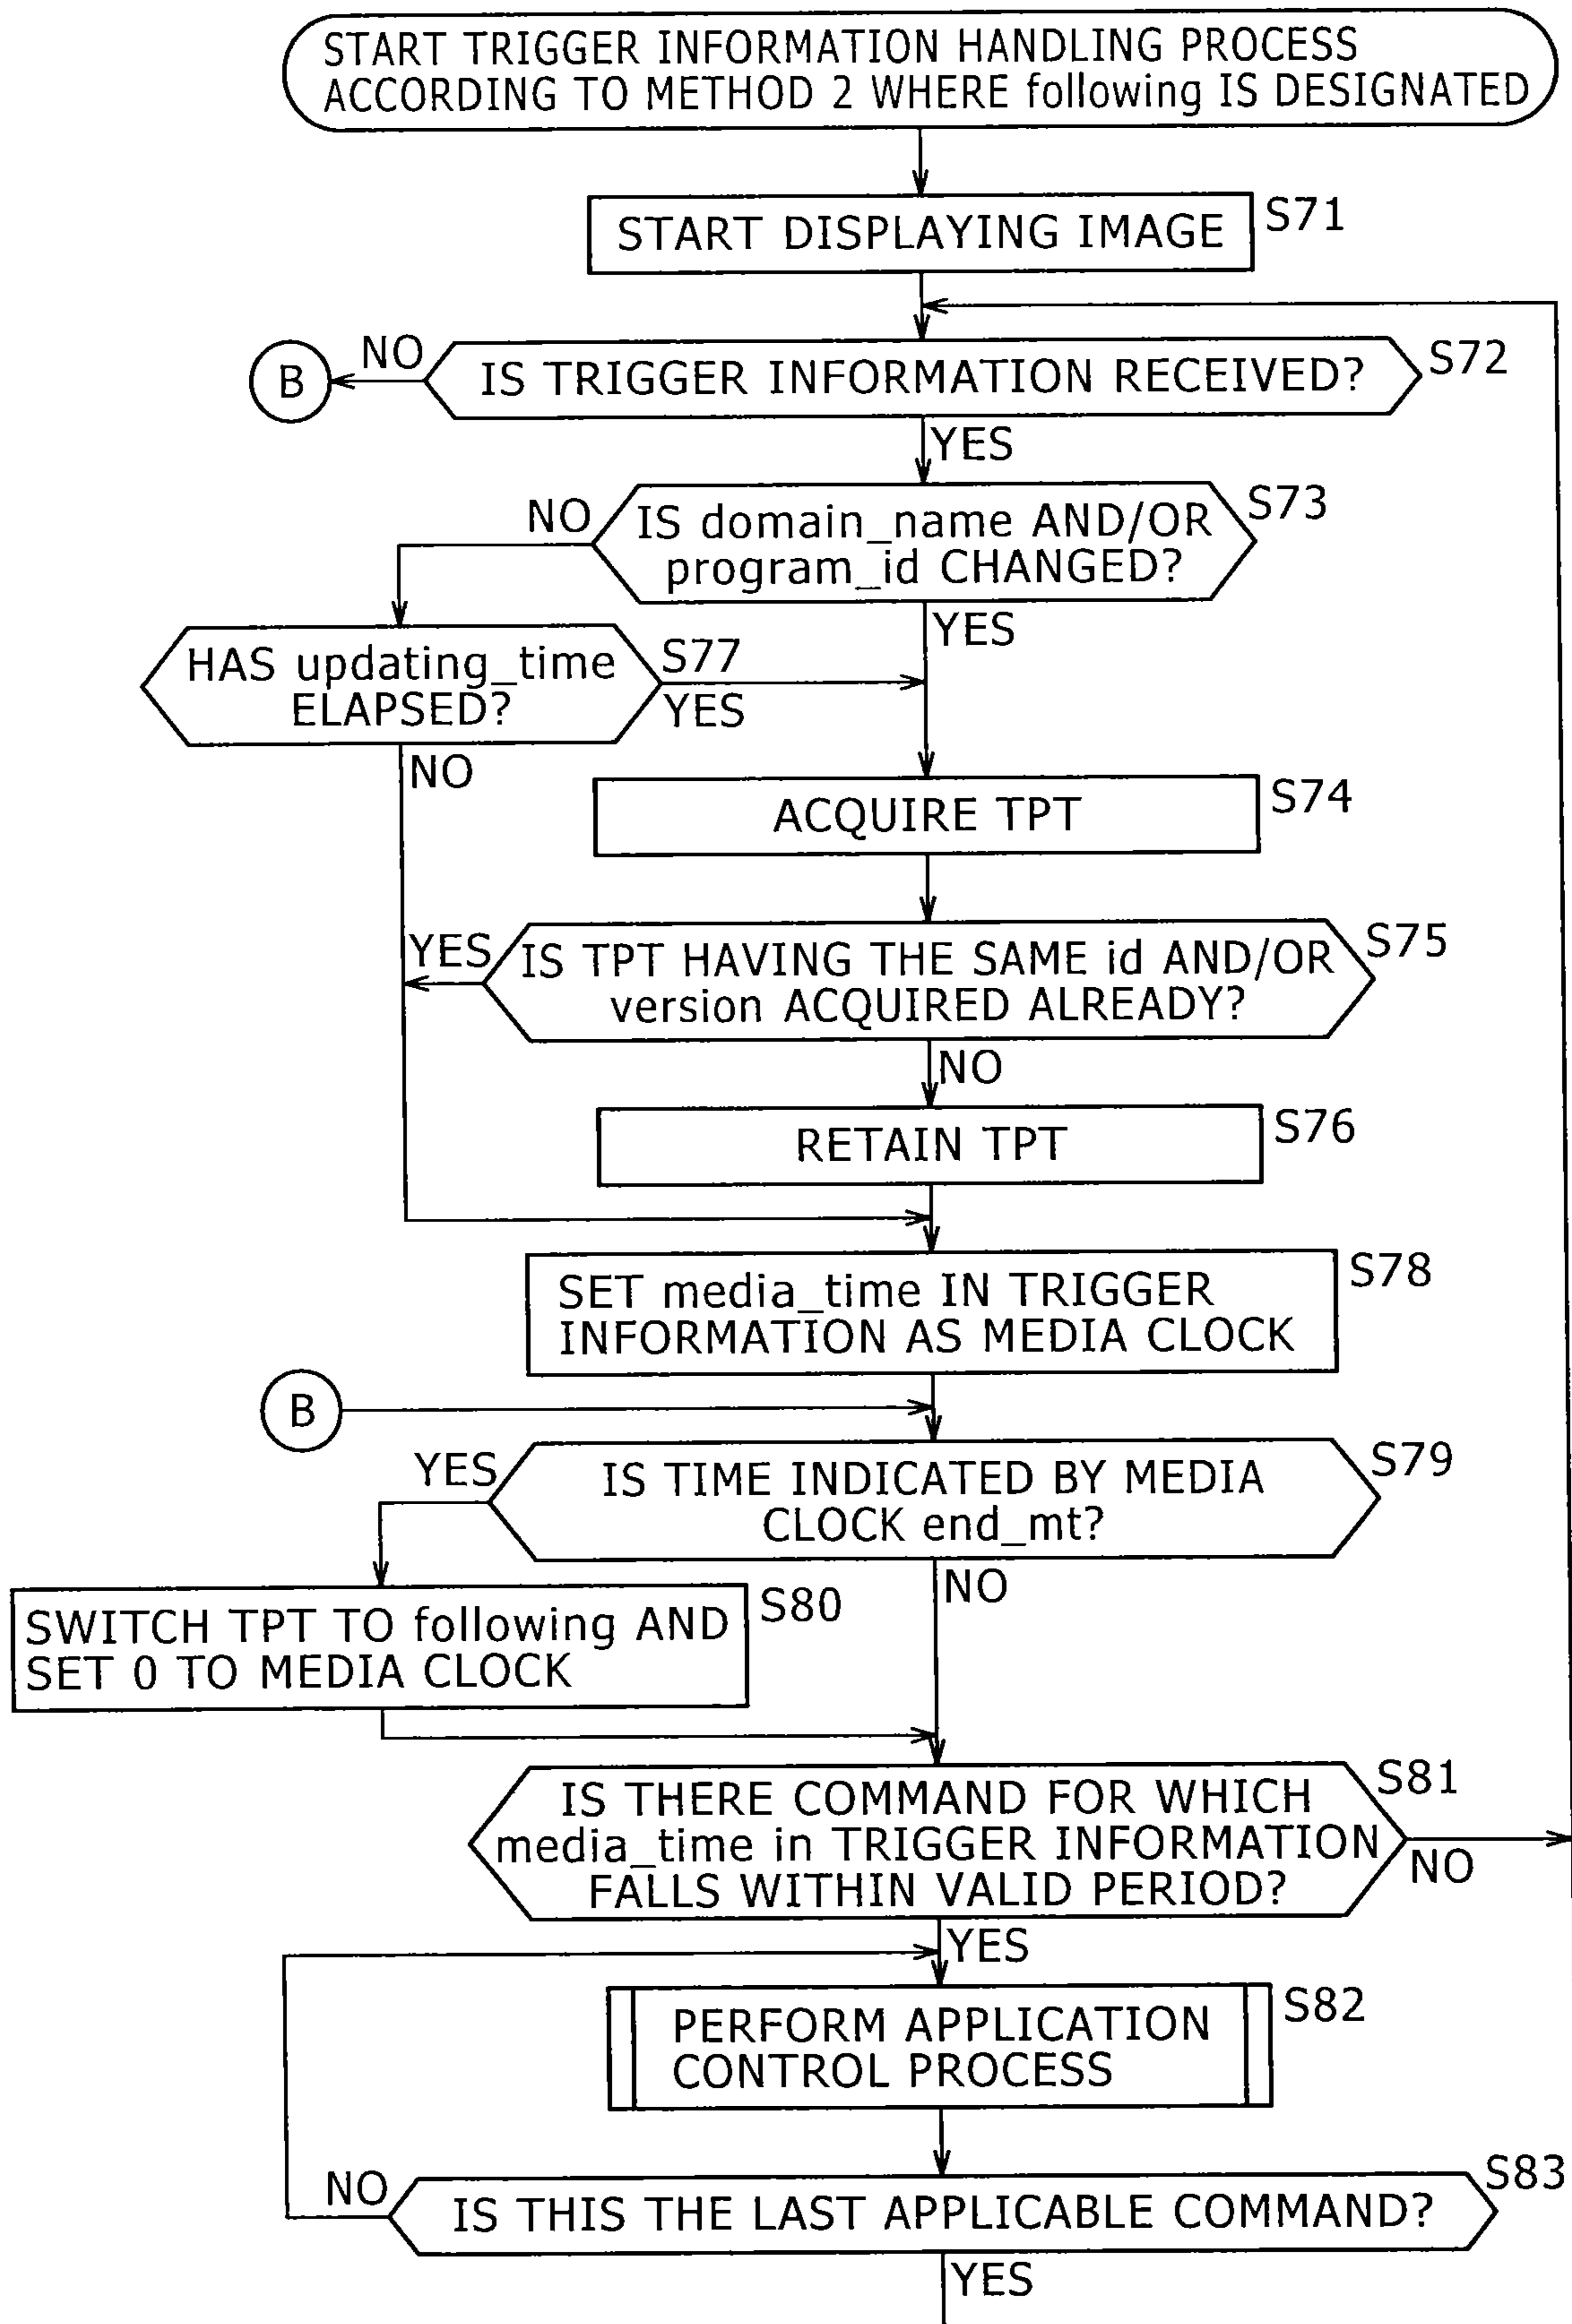 START TRIGGER INFORMATION HANDLING PROCESS
ACCORDING TO METHOD 2 WHERE following IS DESIGNATED
START DISPLAYING IMAGE
S71
B
NO
IS TRIGGER INFORMATION RECEIVED?
S72
YES
NO
IS domain_name AND/OR
program_id CHANGED?
S73
YES
HAS updating_time
ELAPSED?
S77
YES
NO
ACQUIRE TPT
S74
YES
IS TPT HAVING THE SAME id AND/OR
version ACQUIRED ALREADY?
S75
NO
RETAIN TPT
S76
SET media_time IN TRIGGER
INFORMATION AS MEDIA CLOCK
S78
B
YES
IS TIME INDICATED BY MEDIA
CLOCK end_mt?
S79
NO
SWITCH TPT TO following AND
SET 0 TO MEDIA CLOCK
S80
IS THERE COMMAND FOR WHICH
media_time in TRIGGER INFORMATION
FALLS WITHIN VALID PERIOD?
S81
NO
YES
PERFORM APPLICATION
CONTROL PROCESS
S82
NO
IS THIS THE LAST APPLICABLE COMMAND?
S83
YES